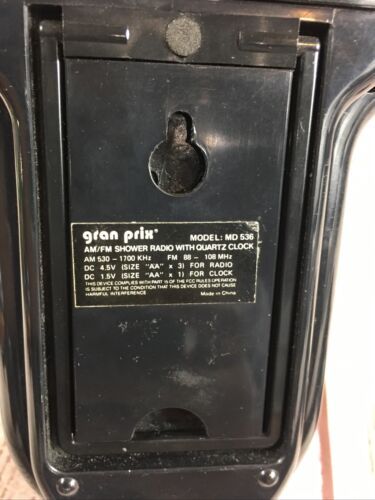 gran prix® MODEL: MD 536
AM/FM SHOWER RADIO WITH QUARTZ CLOCK
AM 530 - 1700 KHz FM 88 - 108 MHz
DC 4.5V (SIZE "AA" x 3) FOR RADIO
DC 1.5V (SIZE "AA" x 1) FOR CLOCK
THIS DEVICE COMPLIES WITH PART 15 OF THE FCC RULES OPERATION
IS SUBJECT TO THE CONDITION THAT THIS DEVICE DOES NOT CAUSE
HARMFUL INTERFERENCE Made in China